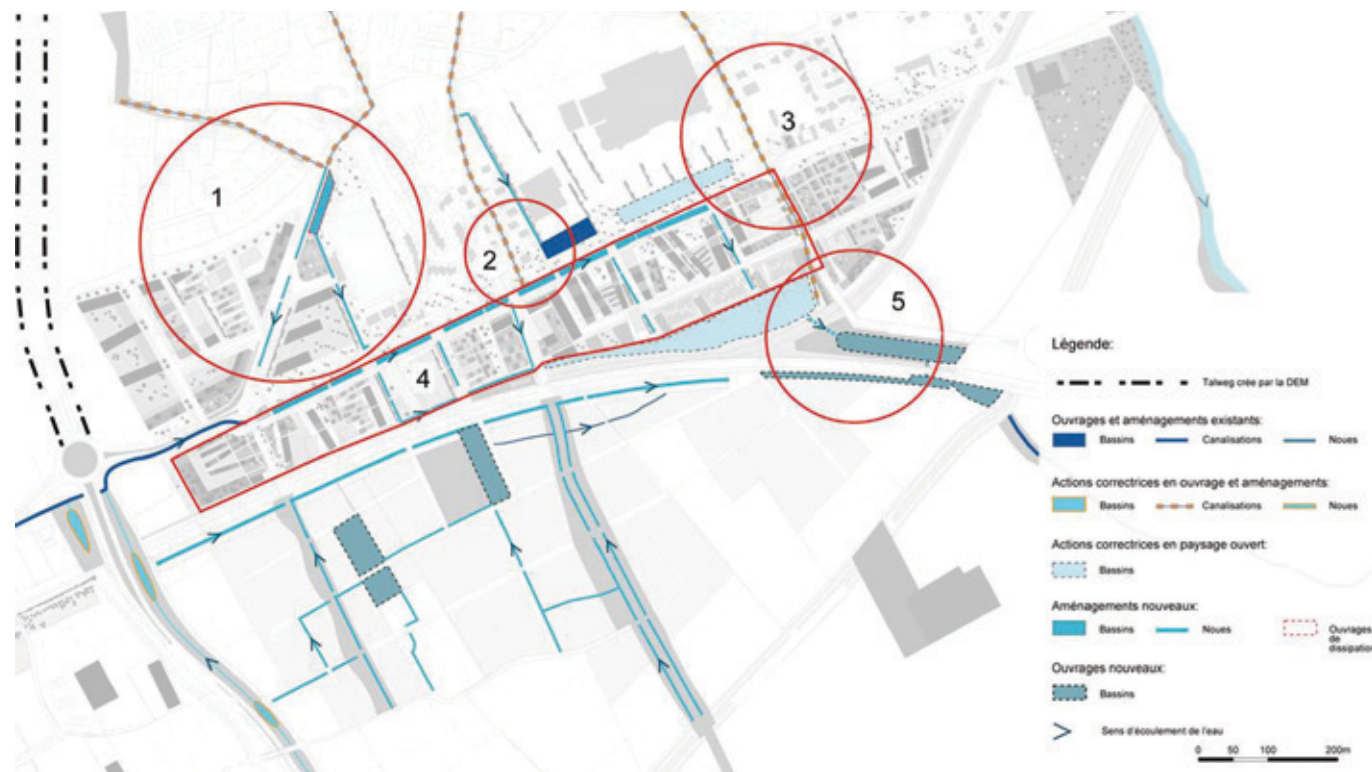 1
2
3
4
5
Légende:
Talweg crée par la DEM
Ouvrages et aménagements existants:
Bassins Canalisations Noues
Actions correctrices en ouvrage et aménagements:
Bassins Canalisations Noues
Actions correctrices en paysage ouvert:
Bassins
Aménagements nouveaux:
Bassins Noues Ouvrages
de
dissipation
Ouvrages nouveaux:
Bassins
Sens d'écoulement de l'eau
0 50 100 200m